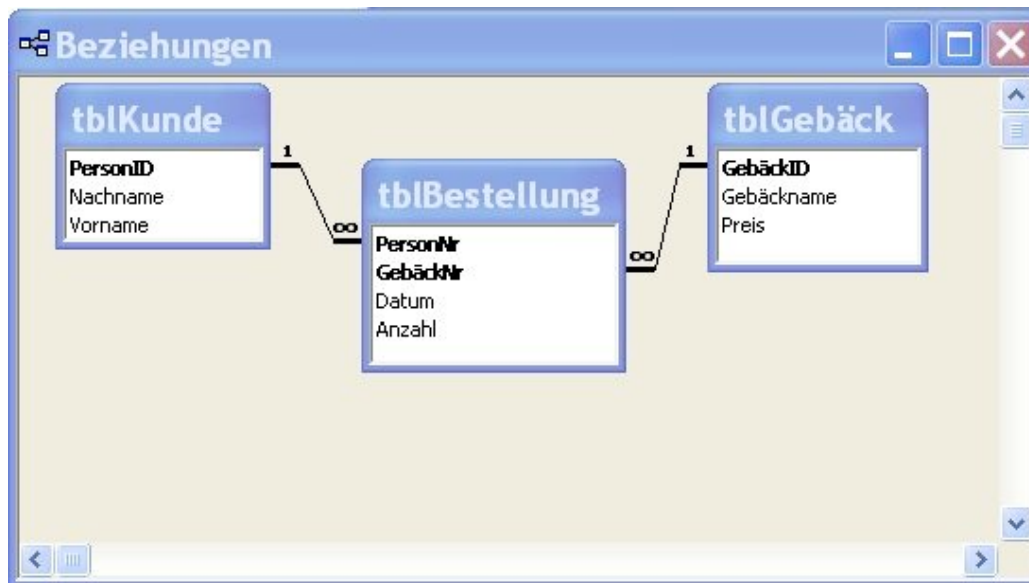 Beziehungen
tblKunde
PersonID
Nachname
Vorname
1
∞
tblBestellung
PersonNr
GebäckNr
Datum
Anzahl
1
∞
tblGebäck
GebäckID
Gebäckname
Preis